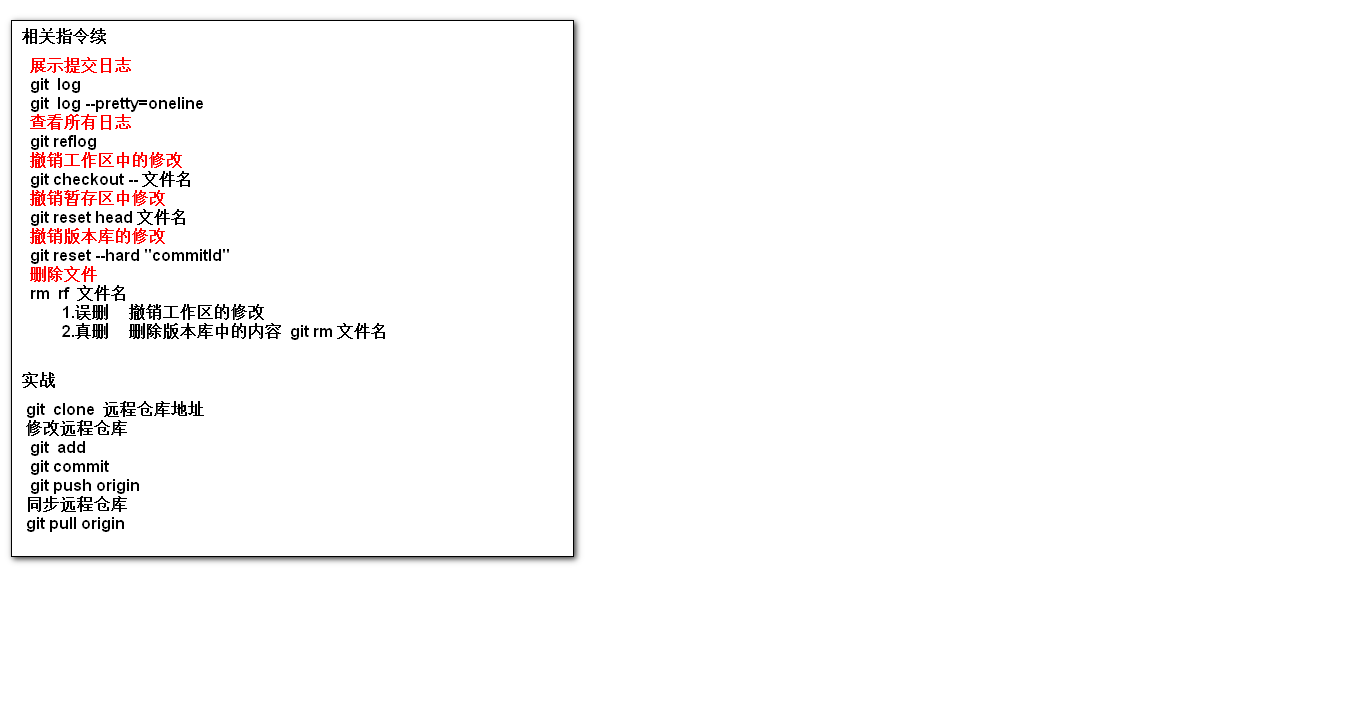 相关指令续
展示提交日志
git  log
git  log --pretty=oneline
查看所有日志
git reflog
撤销工作区中的修改
git checkout -- 文件名
撤销暂存区中修改
git reset head 文件名
撤销版本库的修改
git reset --hard "commitId"
删除文件
rm  rf  文件名
1.误删    撤销工作区的修改
2.真删    删除版本库中的内容  git rm 文件名
实战
git  clone  远程仓库地址
修改远程仓库
git  add
git commit
git push origin
同步远程仓库
git pull origin